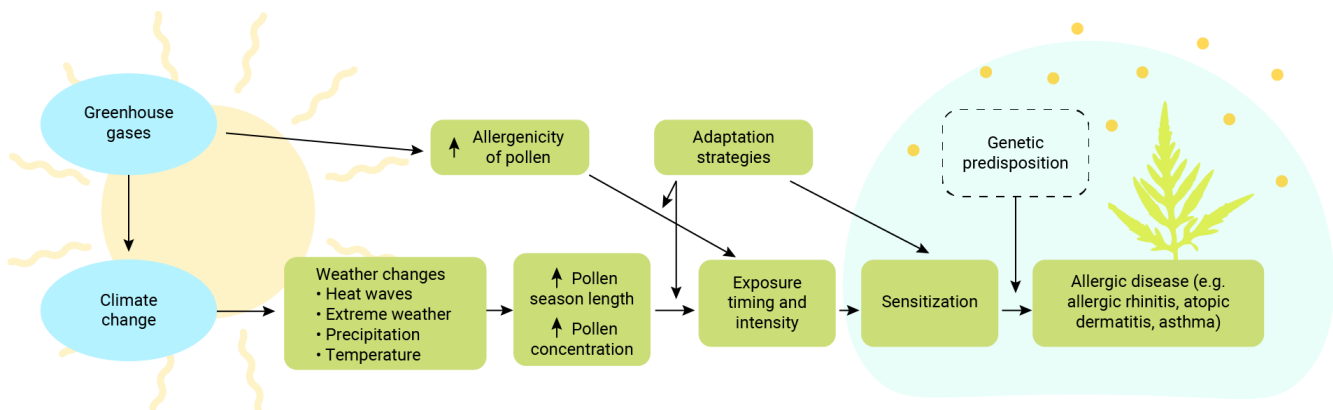 Greenhouse
gases
↑ Allergenicity
of pollen
Adaptation
strategies
Genetic
predisposition
Climate
change
Weather changes
• Heat waves
• Extreme weather
• Precipitation
• Temperature
↑ Pollen
season length
↑ Pollen
concentration
Exposure
timing and
intensity
Sensitization
Allergic disease (e.g.
allergic rhinitis, atopic
dermatitis, asthma)